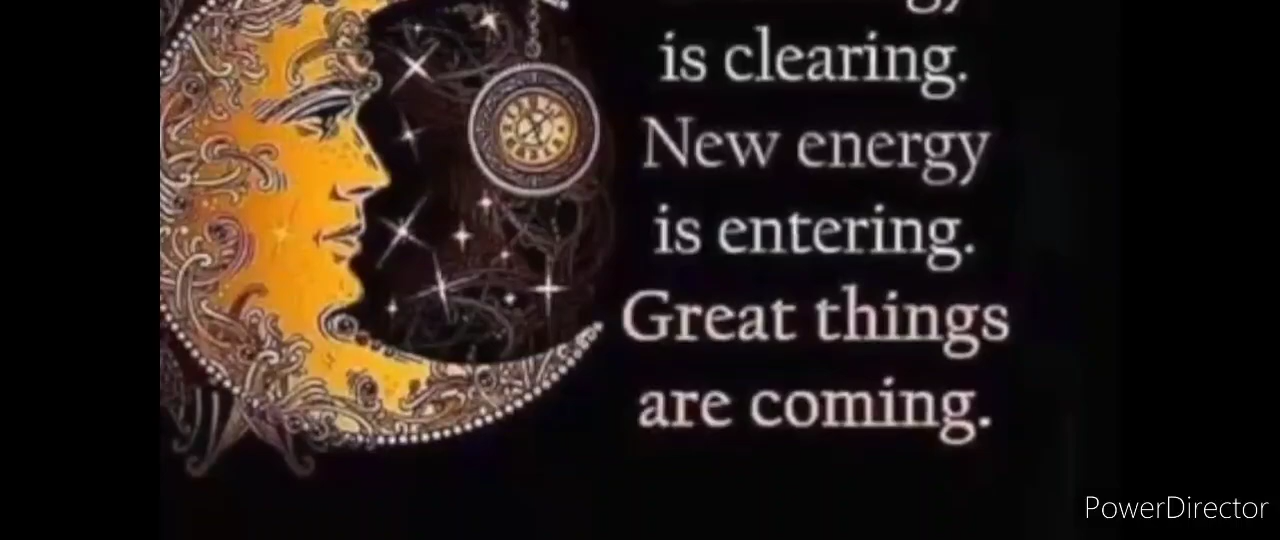 is clearing.
New energy
is entering.
Great things
are coming.
PowerDirector